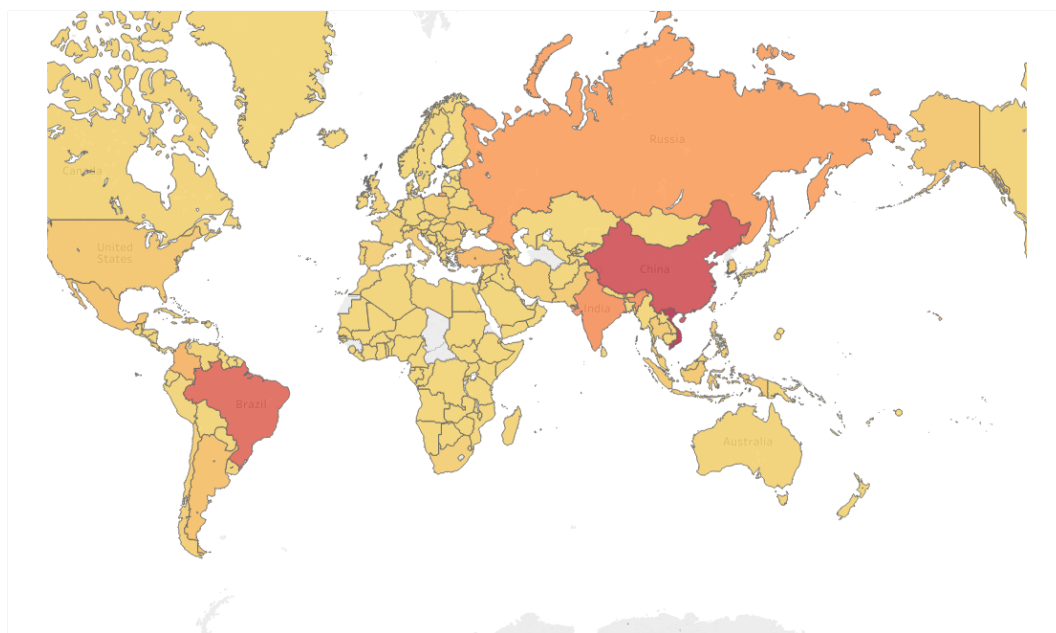 Russia
Canada
United
States
China
India
Brazil
Australia